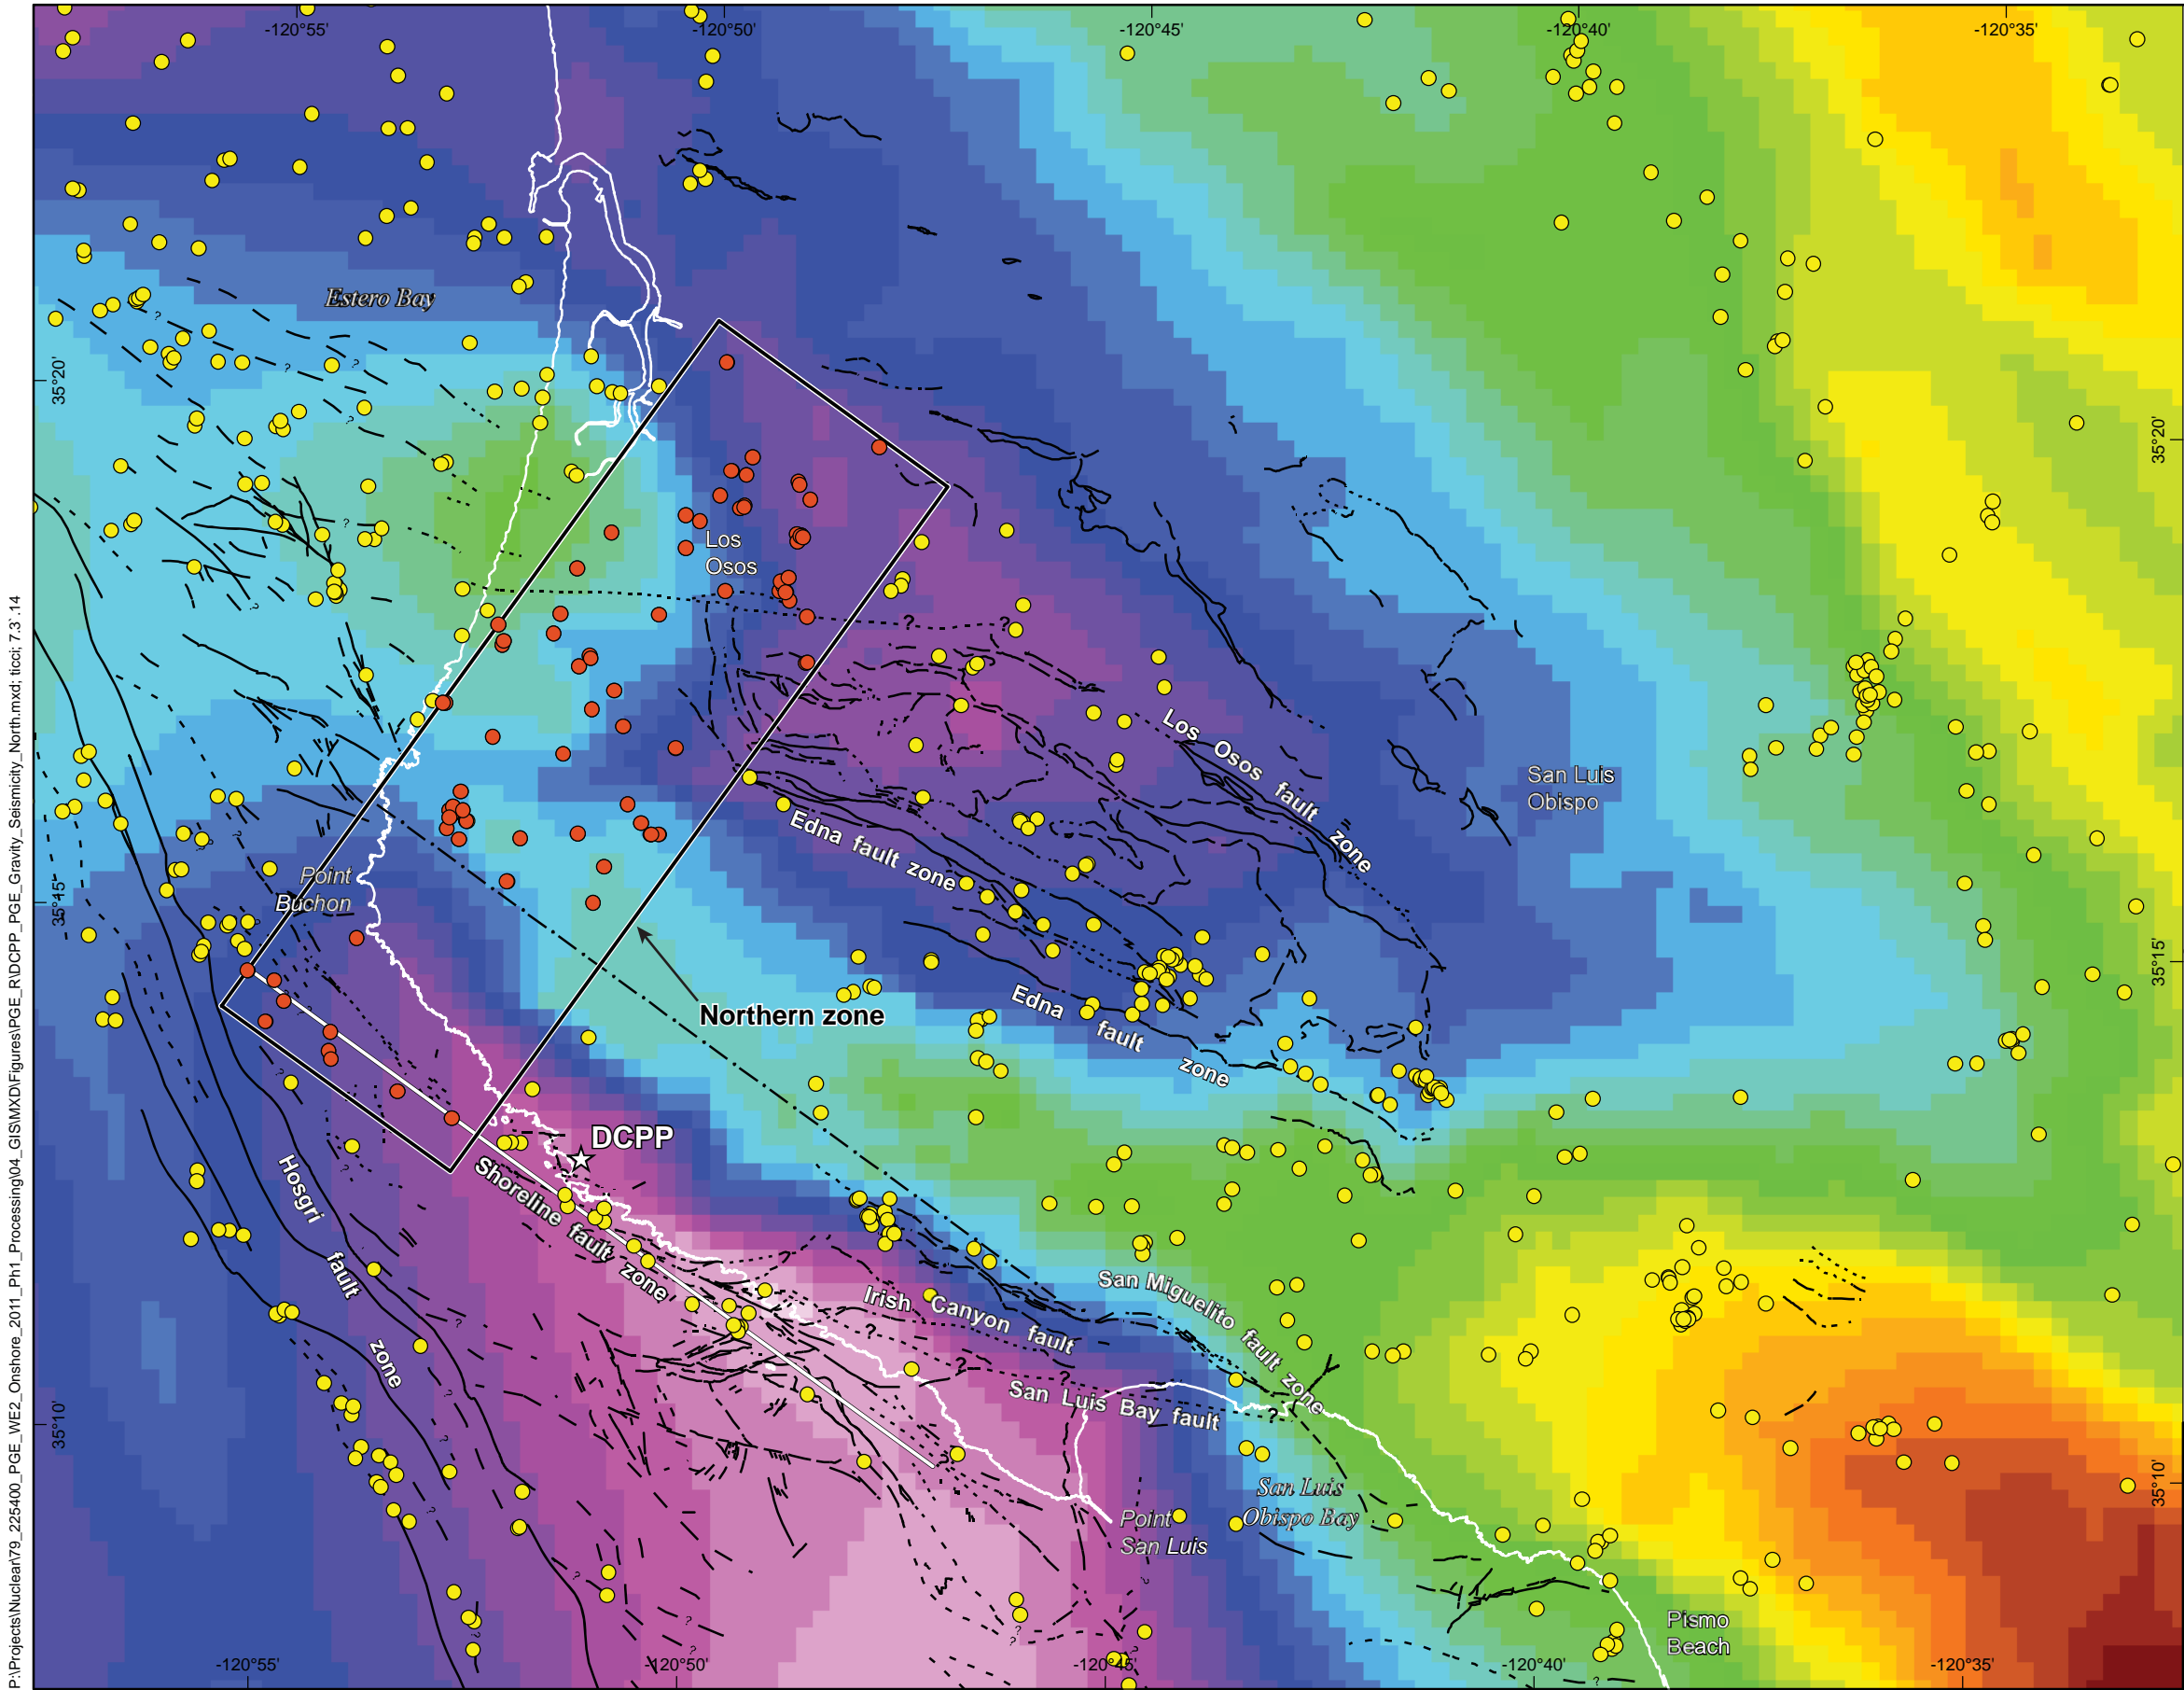 -120°55'
-120°50'
-120°45'
-120°40'
-120°35'
Estero Bay
35°20'
35°20'
Los
Osos
Los Osos fault zone
San Luis
Obispo
Edna fault zone
Point
Buchon
35°15'
35°15'
Northern zone
Edna fault zone
DCPP
Shoreline fault zone
Hosgri fault zone
San Miguelito fault zone
Irish Canyon fault
San Luis Bay fault
35°10'
35°10'
San Luis
Obispo Bay
Point
San Luis
Pismo
Beach
-120°55'
-120°50'
-120°45'
-120°40'
-120°35'
P:\Projects\Nuclear\79_225400_PGE_WE2_Onshore_2011_Ph1_Processing\04_GIS\MXD\Figures\PGE_R\DCPP_PGE_Gravity_Seismicity_North.mxd; ticci; 7.3`.14